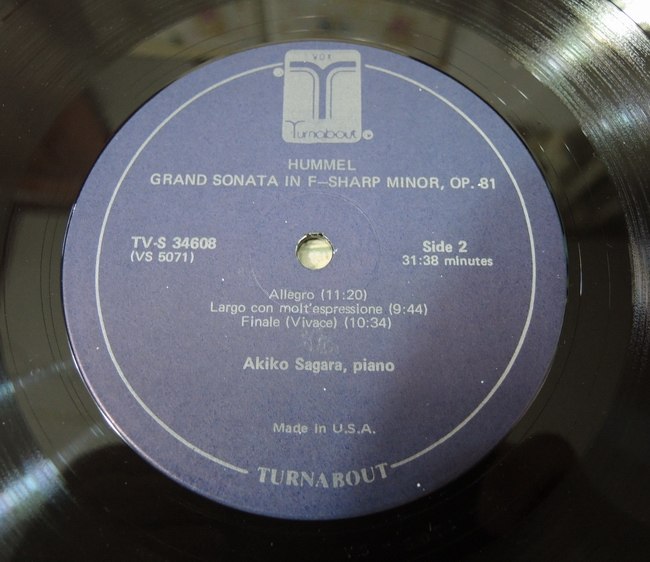 VOX
Turnabout
HUMMEL
GRAND SONATA IN F—SHARP MINOR, OP. 81
TV-S 34608
(VS 5071)
Side 2
31:38 minutes
Allegro (11:20)
Largo con molt'espressione (9:44)
Finale (Vivace) (10:34)
Akiko Sagara, piano
Made in U.S.A.
TURNABOUT